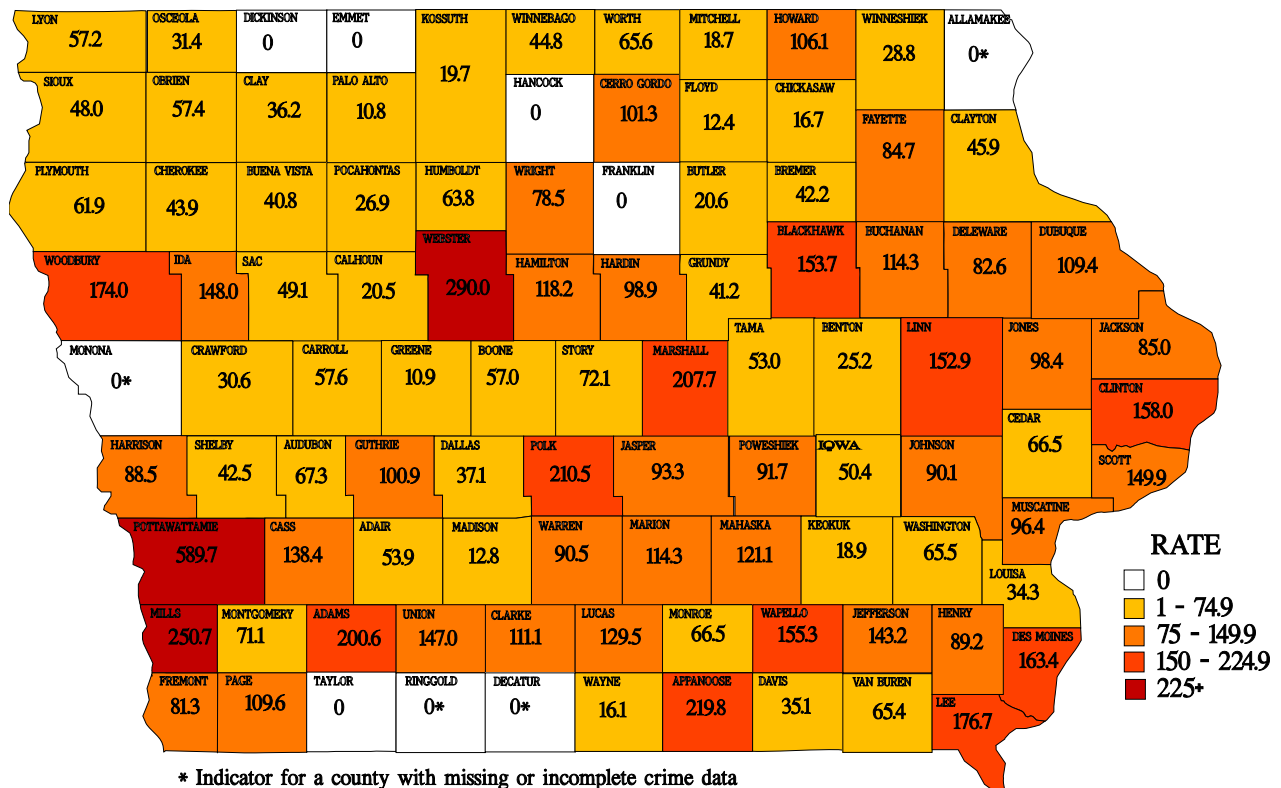 LYON
57.2
OSCEOLA
31.4
DICKINSON
0
EMMET
0
KOSSUTH
19.7
WINNEBAGO
44.8
WORTH
65.6
MITCHELL
18.7
HOWARD
106.1
WINNESHIEK
28.8
ALLAMAKEE
0*
SIOUX
48.0
OBRIEN
57.4
CLAY
36.2
PALO ALTO
10.8
HANCOCK
0
CERRO GORDO
101.3
FLOYD
12.4
CHICKASAW
16.7
FAYETTE
84.7
CLAYTON
45.9
PLYMOUTH
61.9
CHEROKEE
43.9
BUENA VISTA
40.8
POCAHONTAS
26.9
HUMBOLDT
63.8
WRIGHT
78.5
FRANKLIN
0
BUTLER
20.6
BREMER
42.2
WEBSTER
290.0
BLACKHAWK
153.7
BUCHANAN
114.3
DELEWARE
82.6
DUBUQUE
109.4
WOODBURY
174.0
IDA
148.0
SAC
49.1
CALHOUN
20.5
HAMILTON
118.2
HARDIN
98.9
GRUNDY
41.2
TAMA
53.0
BENTON
25.2
LINN
152.9
JONES
98.4
JACKSON
85.0
MONONA
0*
CRAWFORD
30.6
CARROLL
57.6
GREENE
10.9
BOONE
57.0
STORY
72.1
MARSHALL
207.7
CLINTON
158.0
CEDAR
66.5
HARRISON
88.5
SHELBY
42.5
AUDUBON
67.3
GUTHRIE
100.9
DALLAS
37.1
POLK
210.5
JASPER
93.3
POWESHIEK
91.7
IOWA
50.4
JOHNSON
90.1
SCOTT
149.9
MUSCATINE
96.4
POTTAWATTAMIE
589.7
CASS
138.4
ADAIR
53.9
MADISON
12.8
WARREN
90.5
MARION
114.3
MAHASKA
121.1
KEOKUK
18.9
WASHINGTON
65.5
LOUISA
34.3
MILLS
250.7
MONTGOMERY
71.1
ADAMS
200.6
UNION
147.0
CLARKE
111.1
LUCAS
129.5
MONROE
66.5
WAPELLO
155.3
JEFFERSON
143.2
HENRY
89.2
DES MOINES
163.4
FREMONT
81.3
PAGE
109.6
TAYLOR
0
RINGGOLD
0*
DECATUR
0*
WAYNE
16.1
APPANOOSE
219.8
DAVIS
35.1
VAN BUREN
65.4
LEE
176.7
RATE
0
1 - 74.9
75 - 149.9
150 - 224.9
225+
* Indicator for a county with missing or incomplete crime data